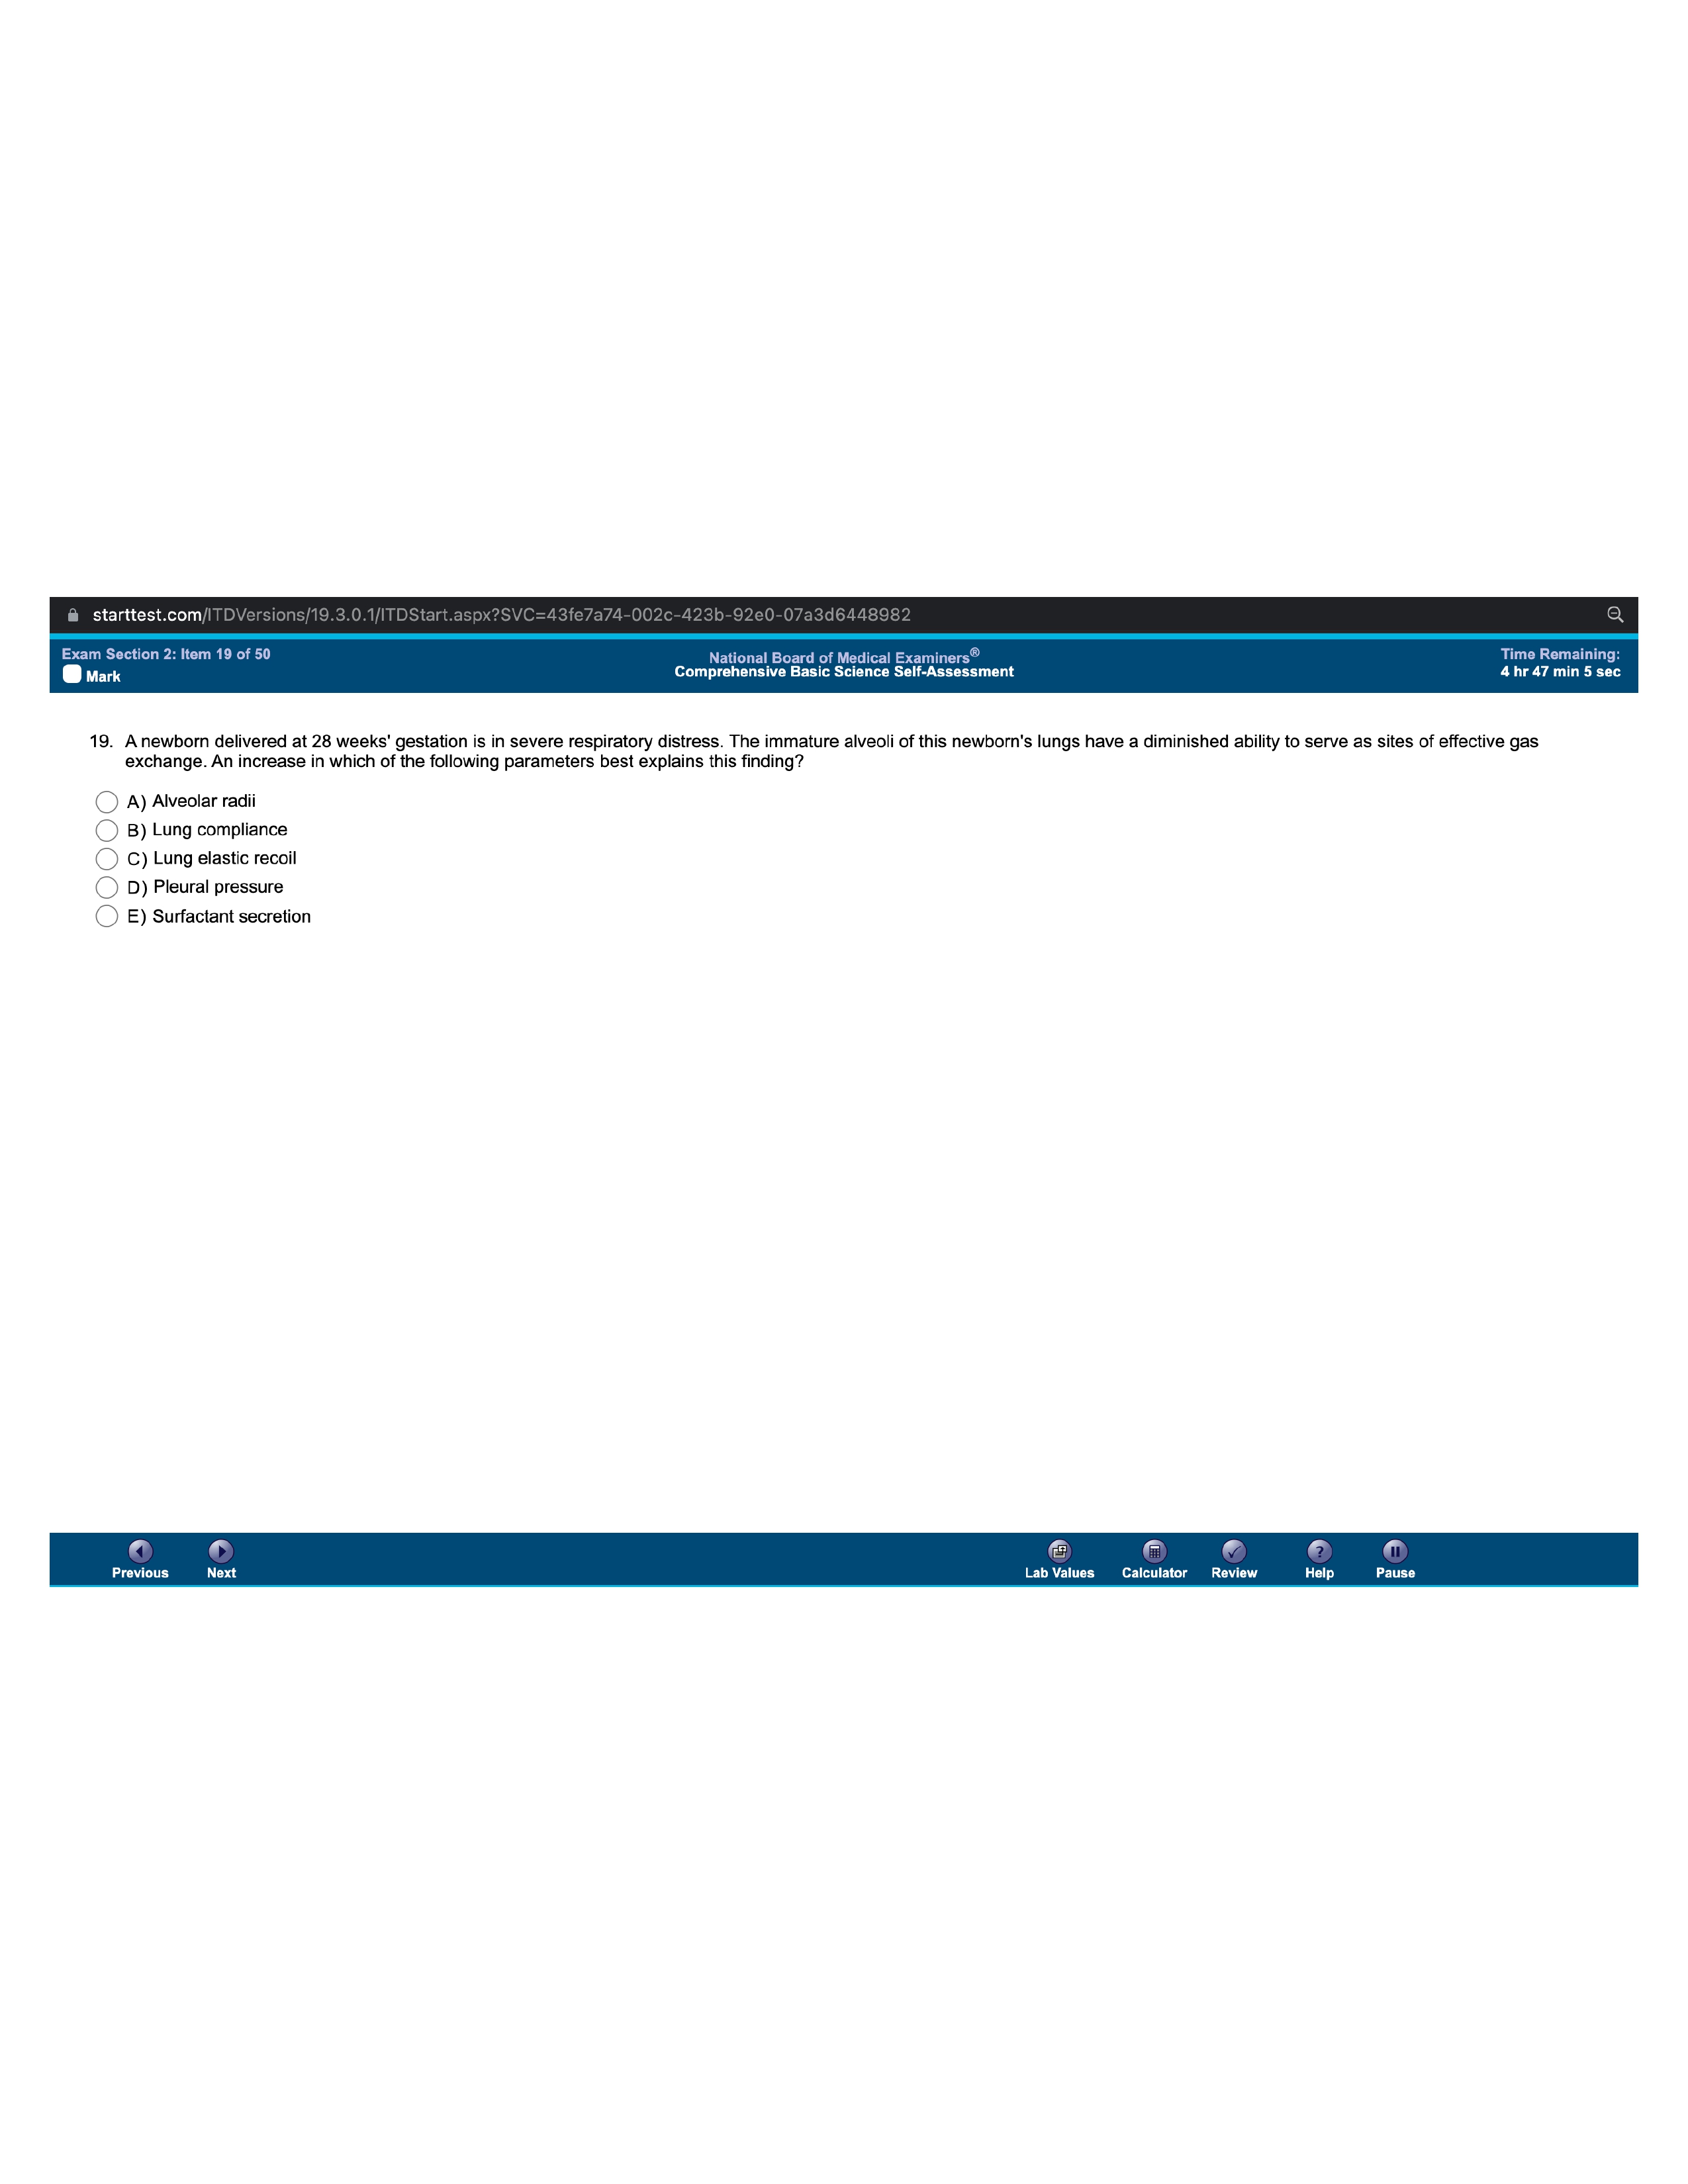 starttest.com/ITDVersions/19.3.0.1/ITDStart.aspx?SVC=43fe7a74-002c-423b-92e0-07a3d6448982
Exam Section 2: Item 19 of 50
Mark
National Board of Medical Examiners®
Comprehensive Basic Science Self-Assessment
Time Remaining:
4 hr 47 min 5 sec
19. A newborn delivered at 28 weeks' gestation is in severe respiratory distress. The immature alveoli of this newborn's lungs have a diminished ability to serve as sites of effective gas
exchange. An increase in which of the following parameters best explains this finding?
A) Alveolar radii
B) Lung compliance
C) Lung elastic recoil
D) Pleural pressure
E) Surfactant secretion
Previous Next Lab Values Calculator Review Help Pause